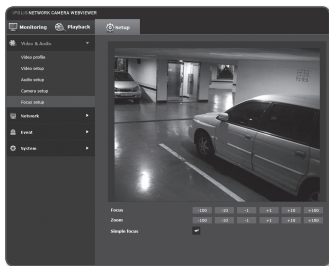 iPOLiS NETWORK CAMERA WEBVIEWER
Monitoring Playback Setup
Video & Audio
Video profile
Video setup
Audio setup
Camera setup
Focus setup
Network
Event
System
Focus -100 -10 -1 +1 +10 +100
Zoom -100 -10 -1 +1 +10 +100
Simple focus